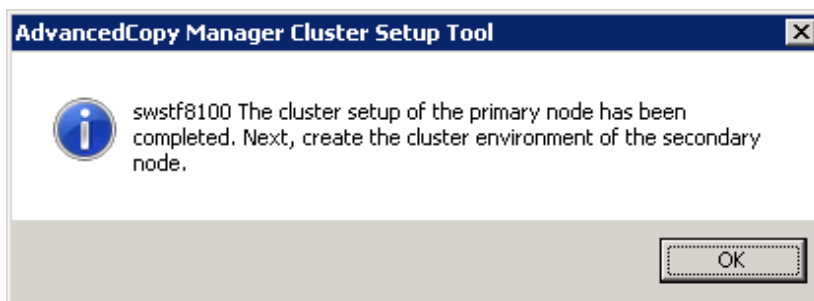 AdvancedCopy Manager Cluster Setup Tool
swstf8100 The cluster setup of the primary node has been
completed. Next, create the cluster environment of the secondary
node.
OK